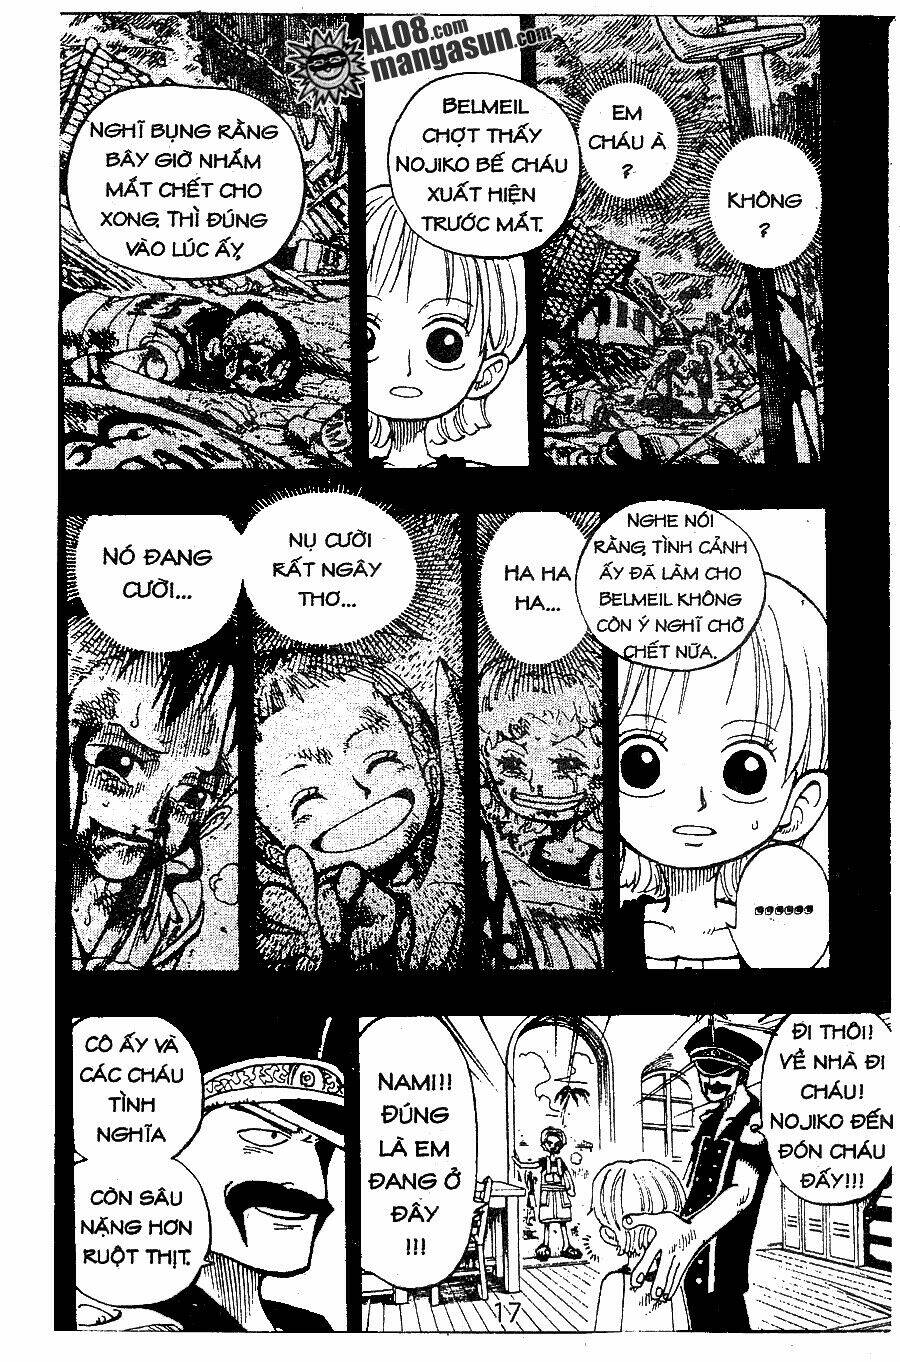 AL08.com
mangasun.com
NGHĨ BỤNG RẰNG
BÂY GIỜ NHẮM
MẮT CHẾT CHO
XONG, THÌ ĐÚNG
VÀO LÚC ẤY,
BELMEIL
CHỢT THẤY
NOJIKO BẾ CHÁU
XUẤT HIỆN
TRƯỚC MẮT.
EM
CHÁU À
?
KHÔNG
?
NÓ ĐANG
CƯỜI...
NỤ CƯỜI
RẤT NGÂY
THƠ...
HA HA
HA...
NGHE NÓI
RẰNG, TÌNH CẢNH
ẤY ĐÃ LÀM CHO
BELMEIL KHÔNG
CÒN Ý NGHĨ CHỜ
CHẾT NỮA.
......
CÔ ẤY VÀ
CÁC CHÁU
TÌNH
NGHĨA
CÒN SÂU
NẶNG HƠN
RUỘT THỊT.
NAMI!!
ĐÚNG
LÀ EM
ĐANG Ở
ĐÂY
!!!
ĐI THÔI!
VỀ NHÀ ĐI
CHÁU!
NOJIKO ĐẾN
ĐÓN CHÁU
ĐẤY!!!
17